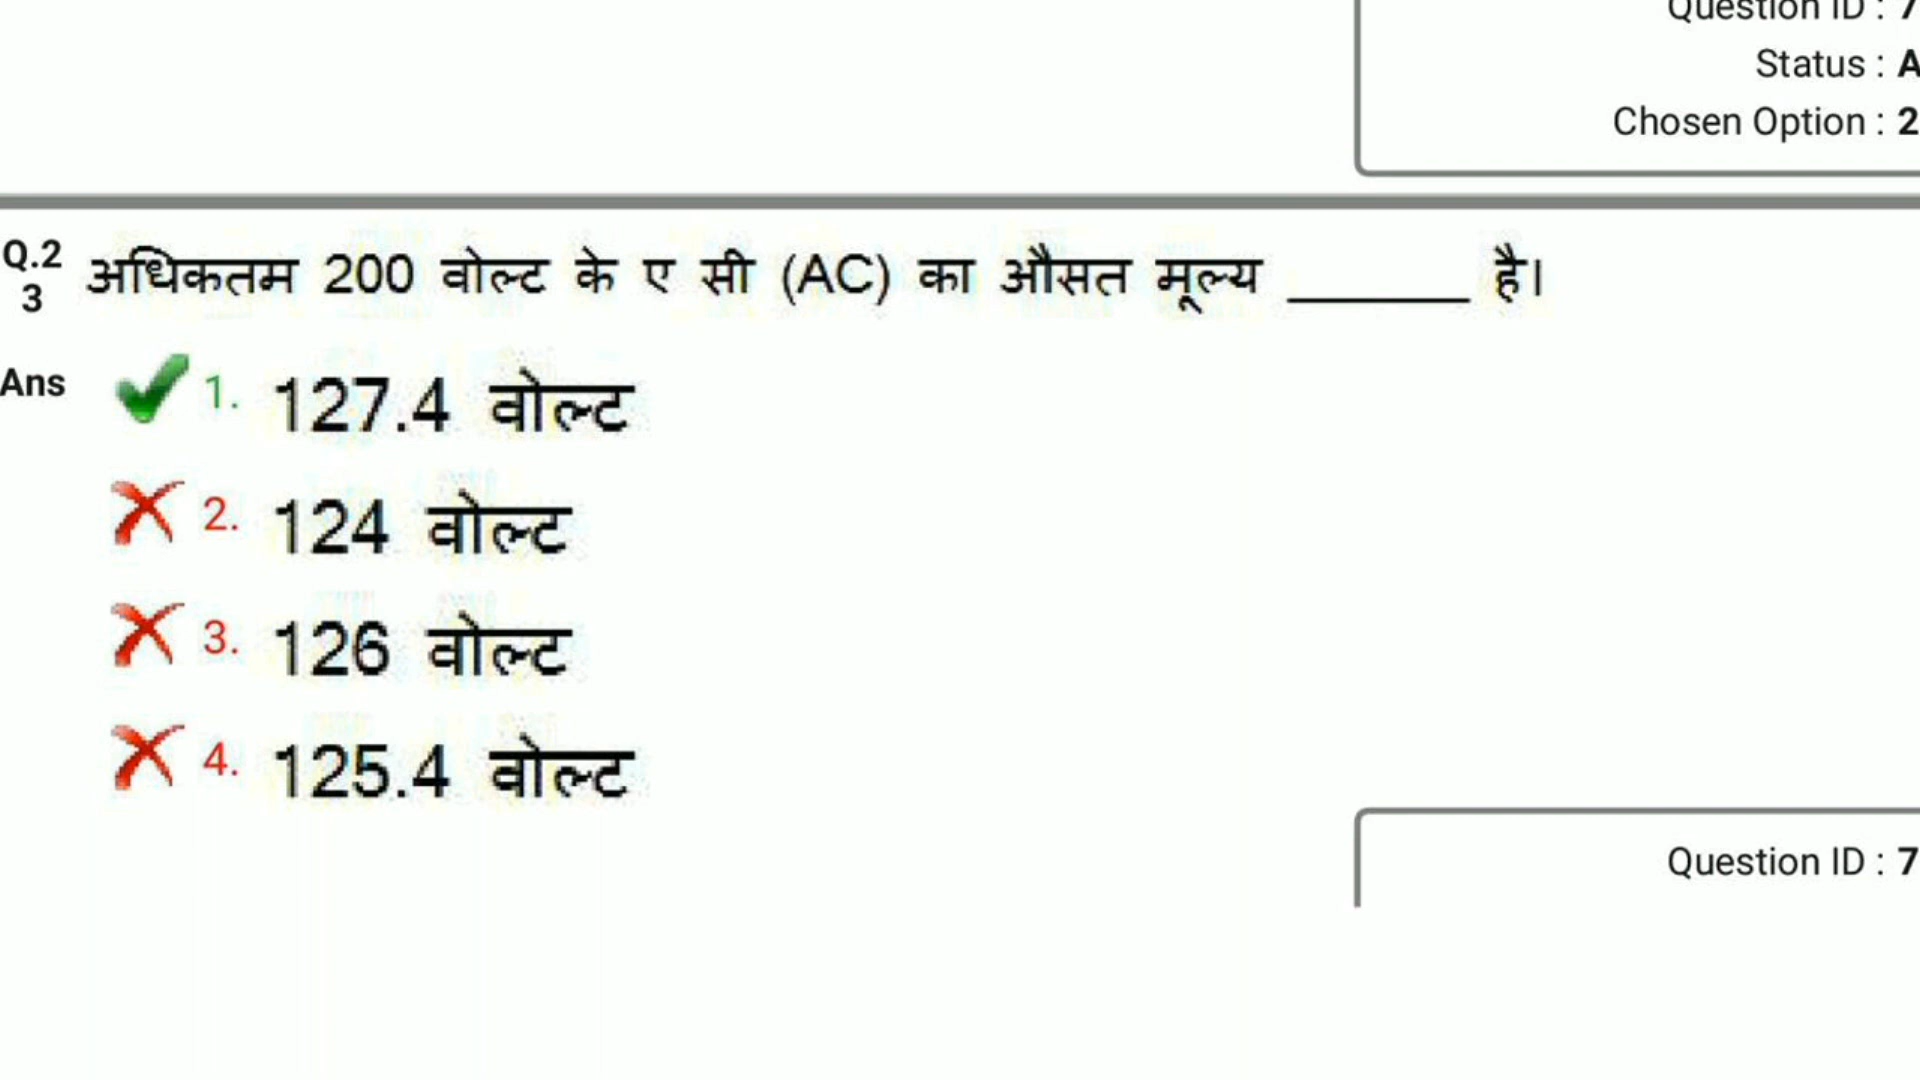 Question ID : 7
Status : A
Chosen Option : 2
Q.2
3
अधिकतम 200 वोल्ट के ए सी (AC) का औसत मूल्य ______ है।
Ans
1. 127.4 वोल्ट
2. 124 वोल्ट
3. 126 वोल्ट
4. 125.4 वोल्ट
Question ID : 7